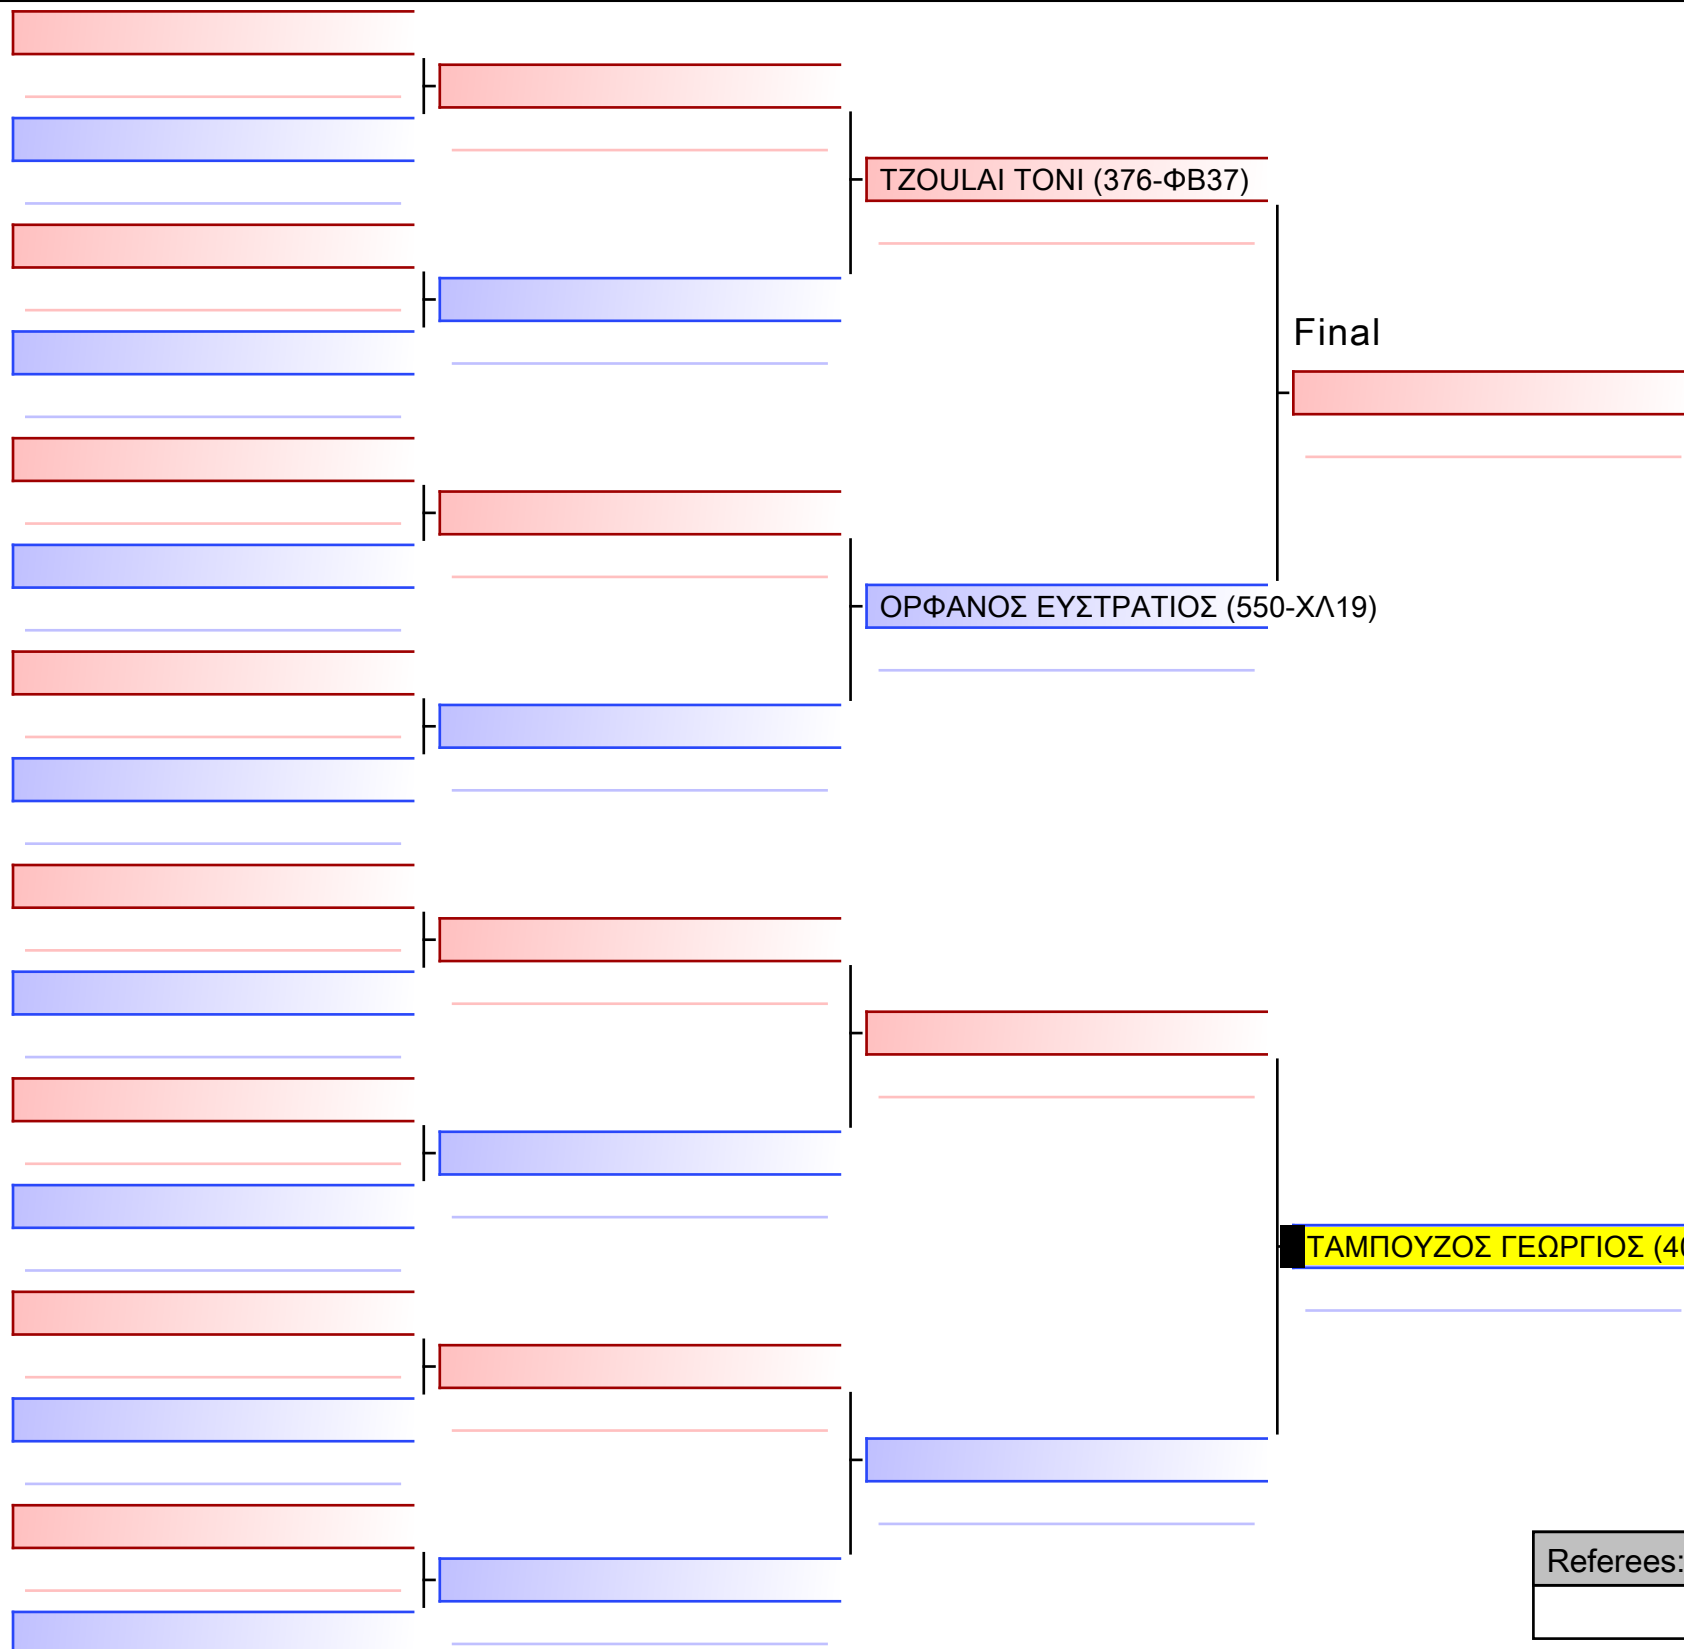 TZOULAI TONI (376-ΦΒ37)
Final
ΟΡΦΑΝΟΣ ΕΥΣΤΡΑΤΙΟΣ (550-ΧΛ19)
ΤΑΜΠΟΥΖΟΣ ΓΕΩΡΓΙΟΣ
Referees: